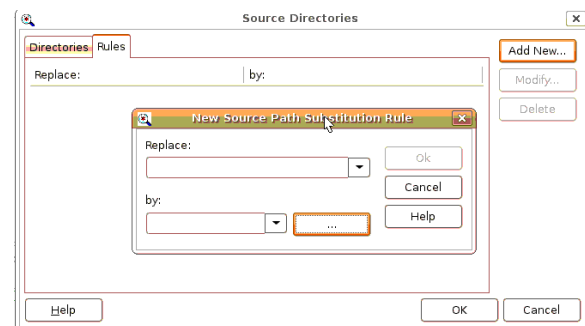 Source Directories
Directories Rules
Add New...
Replace: by:
Modify...
Delete
New Source Path Substitution Rule
Replace:
Ok
Cancel
by:
...
Help
Help
OK
Cancel